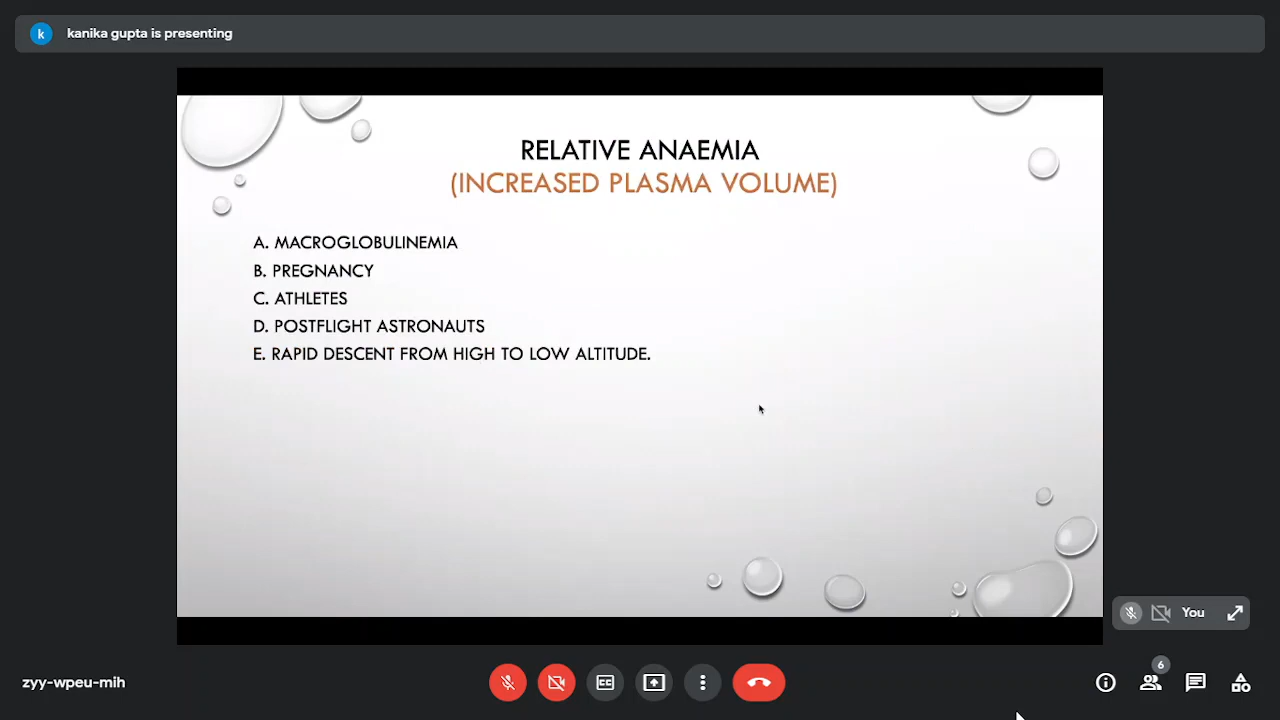 k
kanika gupta is presenting
RELATIVE ANAEMIA
(INCREASED PLASMA VOLUME)
A. MACROGLOBULINEMIA
B. PREGNANCY
C. ATHLETES
D. POSTFLIGHT ASTRONAUTS
E. RAPID DESCENT FROM HIGH TO LOW ALTITUDE.
You
zyy-wpeu-mih
CC
6